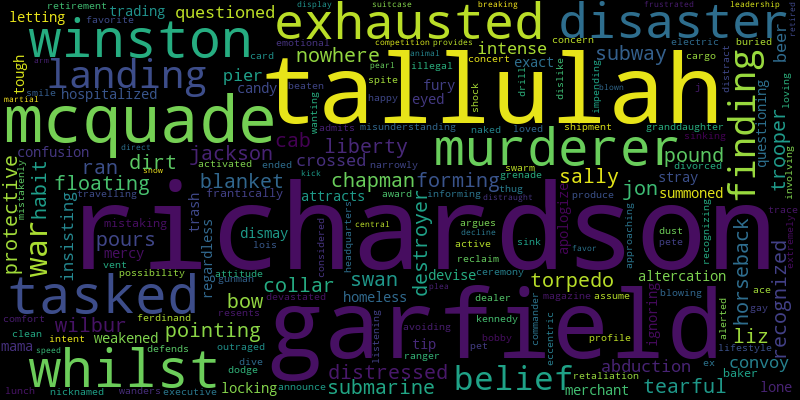 retirement
suitcase
display
breaking
leadership
frustrated
retired
letting
favorite
trading
questioned
exhausted
disaster
beer
winston
nowhere
emotional
competition
provides
intense
concern
electric
buried
animal
concert
exact
subway
cargo
landing
pier
card
pearl
illegal
dislike
distract
tough
smile
arm
hospitalized
candy
beaten
spite
fury
eyed
happy
shock
drill
impending
blown
tallulah
finding
loving
martial
mcquade
wanting
admits
misunderstanding
naked
loved
shipment
granddaughter
sinking
questioning
trooper
direct
confusion
activated
ended
cab
liberty
murderer
jackson
crossed
narrowly
swarm
divorced
pound
protective
mistakenly
habit
ran
dirt
show
kick
floating
blanket
chapman
forming
grenade
thug
sally
jon
stray
summoned
involving
travelling
frantically
attracts
award
informing
distraught
produce
war
insisting
mistaking
trash
richardson
considered
headquarters
central
decline
argues
active
reclaim
destroyer
sink
apologize
favor
approaching
dust
pete
recognizing
horseback
trace
extremely
recognized
pours
mercy
regardless
dismay
lois
vent
possibility
attitude
gunman
collar
swan
devise
ceremony
torpedo
altercation
tasked
devastated
homeless
plea
dealer
magazine
assume
blowing
ace
gay
comfort
ferdinand
resents
bow
garfield
kennedy
commander
eccentric
ignoring
alerted
wilbur
pointing
listening
avoiding
bobby
profile
liz
lifestyle
clean
intent
weakened
mama
speed
defends
outraged
tip
pet
ranger
abduction
ex
convoy
whilst
dive
dodge
distressed
belief
retaliation
baker
lunch
nicknamed
wanders
executive
locking
announce
submarine
merchant
tearful
lone